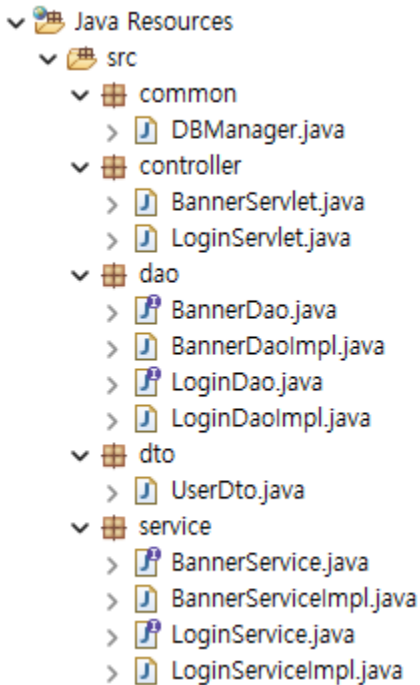 Java Resources
src
common
DBManager.java
controller
BannerServlet.java
LoginServlet.java
dao
BannerDao.java
BannerDaoImpl.java
LoginDao.java
LoginDaoImpl.java
dto
UserDto.java
service
BannerService.java
BannerServiceImpl.java
LoginService.java
LoginServiceImpl.java